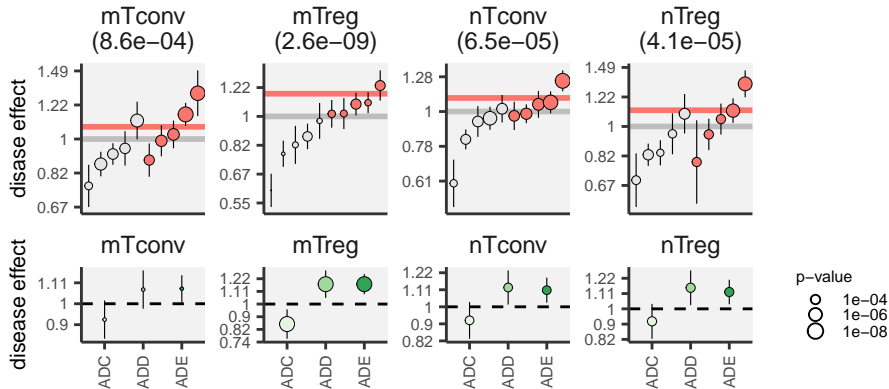 mTconv
(8.6e−04)
mTreg
(2.6e−09)
nTconv
(6.5e−05)
nTreg
(4.1e−05)
disease effect
1.49
1.22
1
0.82
0.67
1.22
1
0.82
0.67
0.55
1.28
1
0.78
0.61
1.49
1.22
1
0.82
0.67
mTconv
mTreg
nTconv
nTreg
disease effect
1.11
1
0.9
1.22
1.11
1
0.9
0.82
0.74
1.22
1.11
1
0.9
0.82
1.22
1.11
1
0.9
0.82
ADC
ADD
ADE
ADC
ADD
ADE
ADC
ADD
ADE
ADC
ADD
ADE
p−value
1e−04
1e−06
1e−08